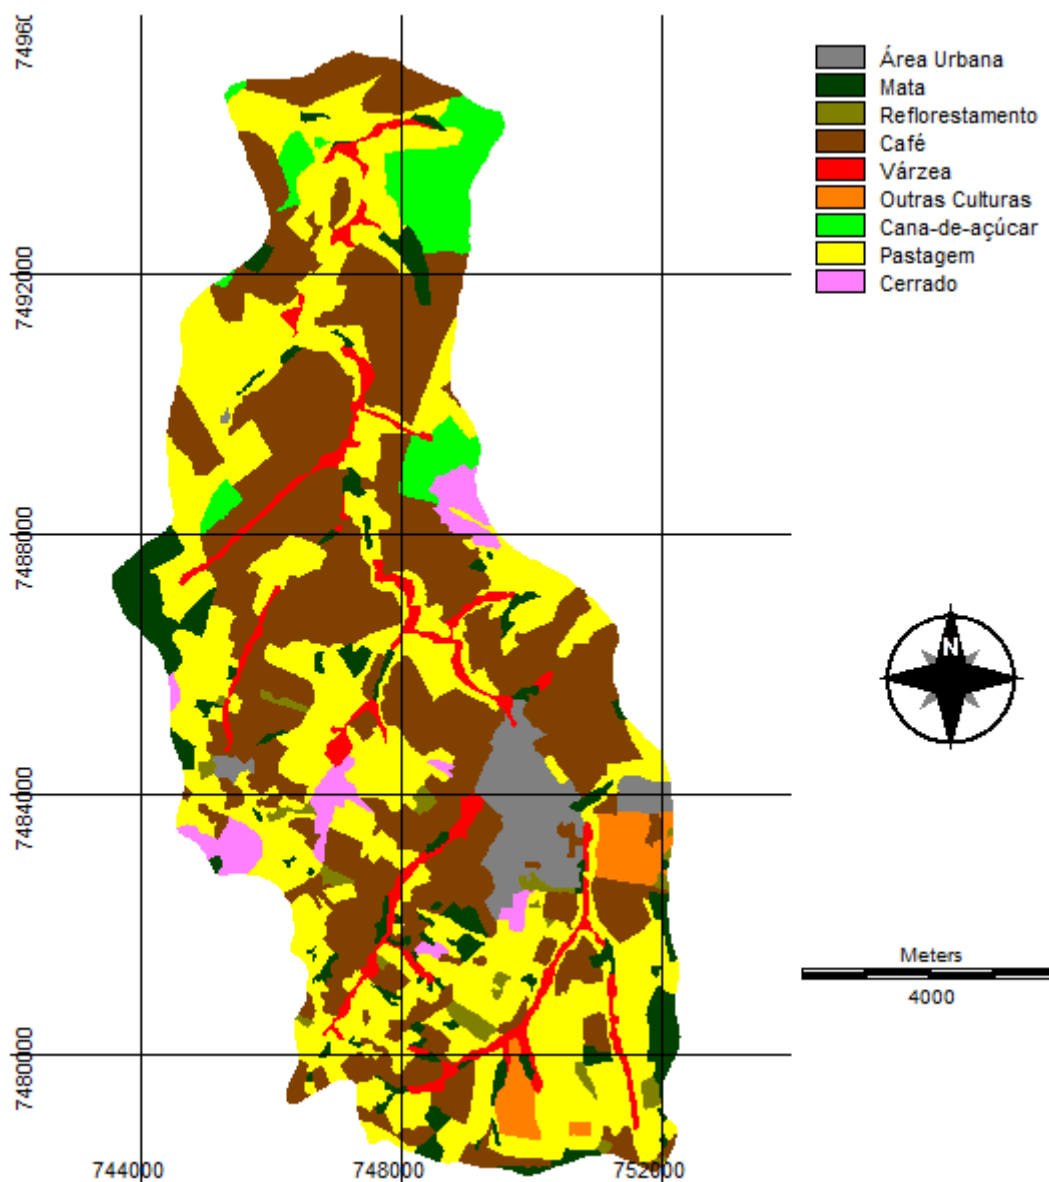 7496
Área Urbana
Mata
Reflorestamento
Café
Várzea
Outras Culturas
Cana-de-açúcar
Pastagem
Cerrado
7492000
7488000
N
7484000
Meters
4000
7480000
744000
748000
752000